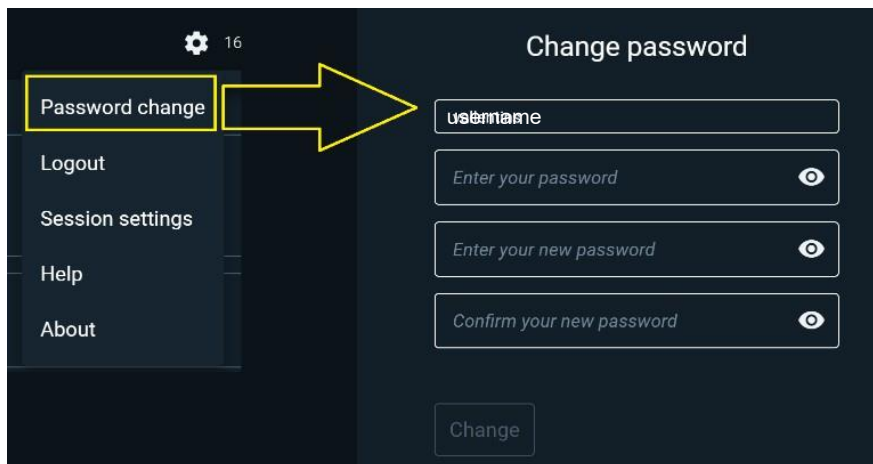 16
Password change
Logout
Session settings
Help
About
Change password
username
Enter your password
Enter your new password
Confirm your new password
Change